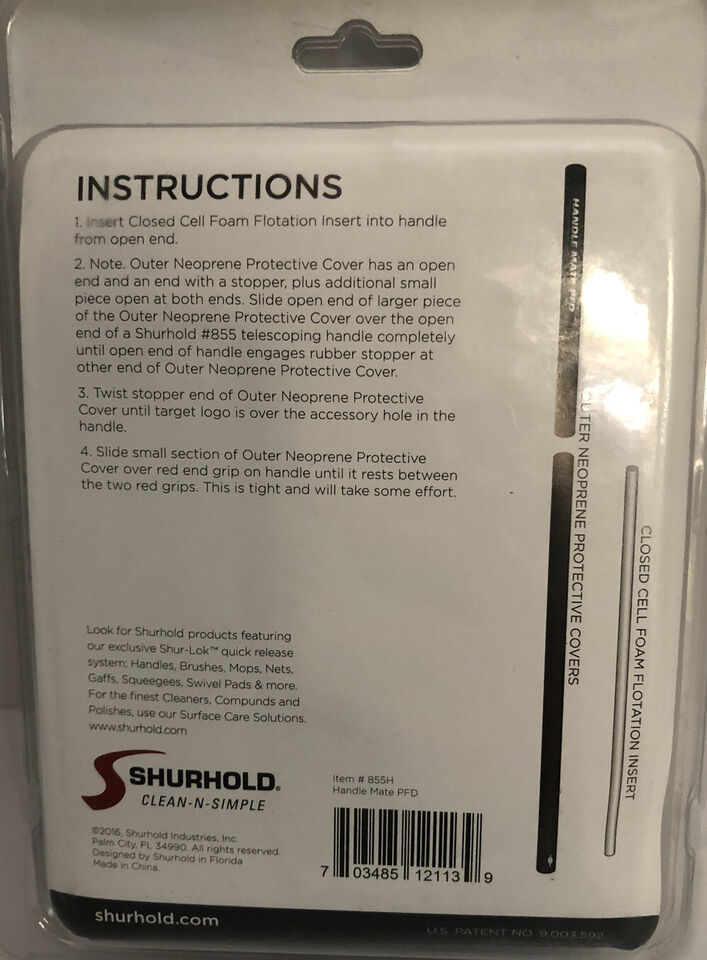 INSTRUCTIONS
1. Insert Closed Cell Foam Flotation Insert into handle
from open end.
2. Note. Outer Neoprene Protective Cover has an open
end and an end with a stopper, plus additional small
piece open at both ends. Slide open end of larger piece
of the Outer Neoprene Protective Cover over the open
end of a Shurhold #855 telescoping handle completely
until open end of handle engages rubber stopper at
other end of Outer Neoprene Protective Cover.
3. Twist stopper end of Outer Neoprene Protective
Cover until target logo is over the accessory hole in the
handle.
4. Slide small section of Outer Neoprene Protective
Cover over red end grip on handle until it rests between
the two red grips. This is tight and will take some effort.
HANDLE MATE PFD
OUTER NEOPRENE PROTECTIVE COVERS
CLOSED CELL FOAM FLOTATION INSERT
Look for Shurhold products featuring
our exclusive Shur-Lok™ quick release
system: Handles, Brushes, Mops, Nets,
Gaffs, Squeegees, Swivel Pads & more.
For the finest Cleaners, Compunds and
Polishes, use our Surface Care Solutions.
www.shurhold.com
SHURHOLD®
CLEAN-N-SIMPLE
©2016, Shurhold Industries, Inc.
Palm City, FL 34990. All rights reserved.
Designed by Shurhold in Florida
Made in China.
Item # 855H
Handle Mate PFD
7 03485 12113 9
shurhold.com
U.S. PATENT NO. 9,003,592